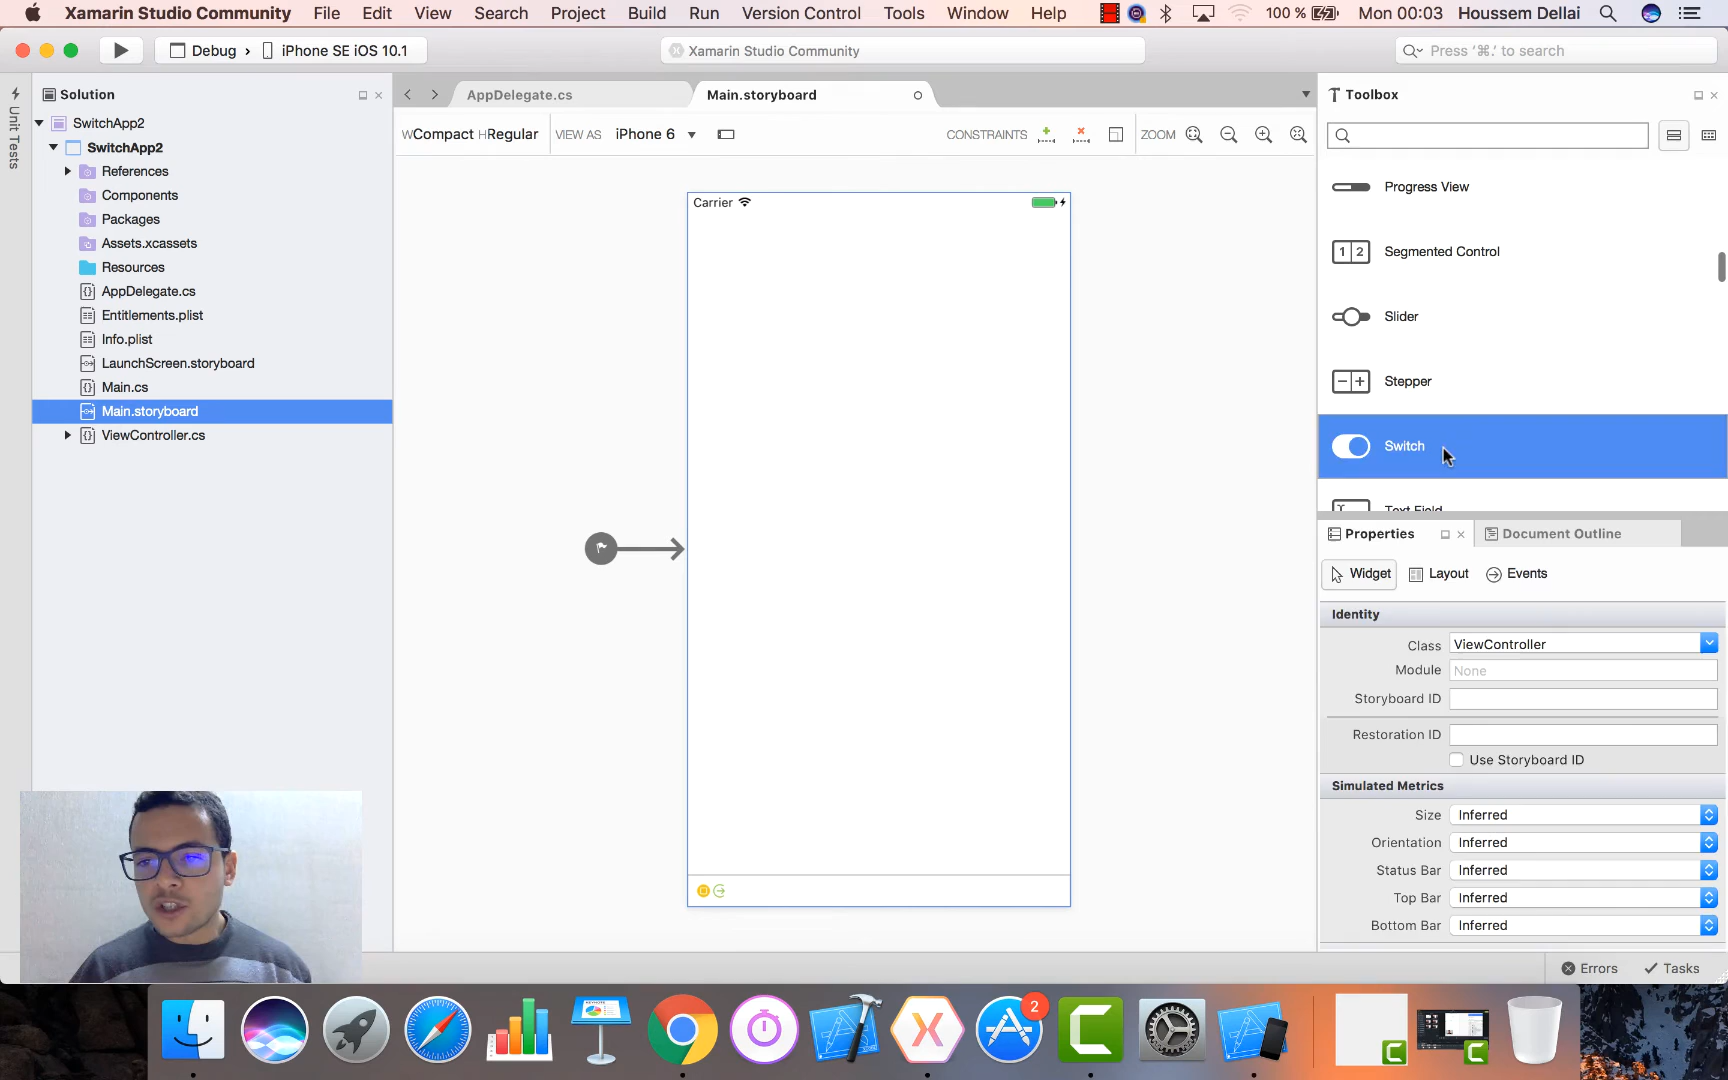 Xamarin Studio Community File Edit View Search Project Build Run Version Control Tools Window Help 100 % Mon 00:03 Houssem Dellai
Debug › iPhone SE iOS 10.1
Xamarin Studio Community
Press '⌘.' to search
Unit Tests
Solution
SwitchApp2
SwitchApp2
References
Components
Packages
Assets.xcassets
Resources
AppDelegate.cs
Entitlements.plist
Info.plist
LaunchScreen.storyboard
Main.cs
Main.storyboard
ViewController.cs
AppDelegate.cs
Main.storyboard
wCompact HRegular VIEW AS iPhone 6 CONSTRAINTS ZOOM
Carrier
Toolbox
Progress View
1 2 Segmented Control
Slider
Stepper
Switch
Text Field
Properties
Document Outline
Widget Layout Events
Identity
Class ViewController
Module None
Storyboard ID
Restoration ID
Use Storyboard ID
Simulated Metrics
Size Inferred
Orientation Inferred
Status Bar Inferred
Top Bar Inferred
Bottom Bar Inferred
Errors Tasks
2